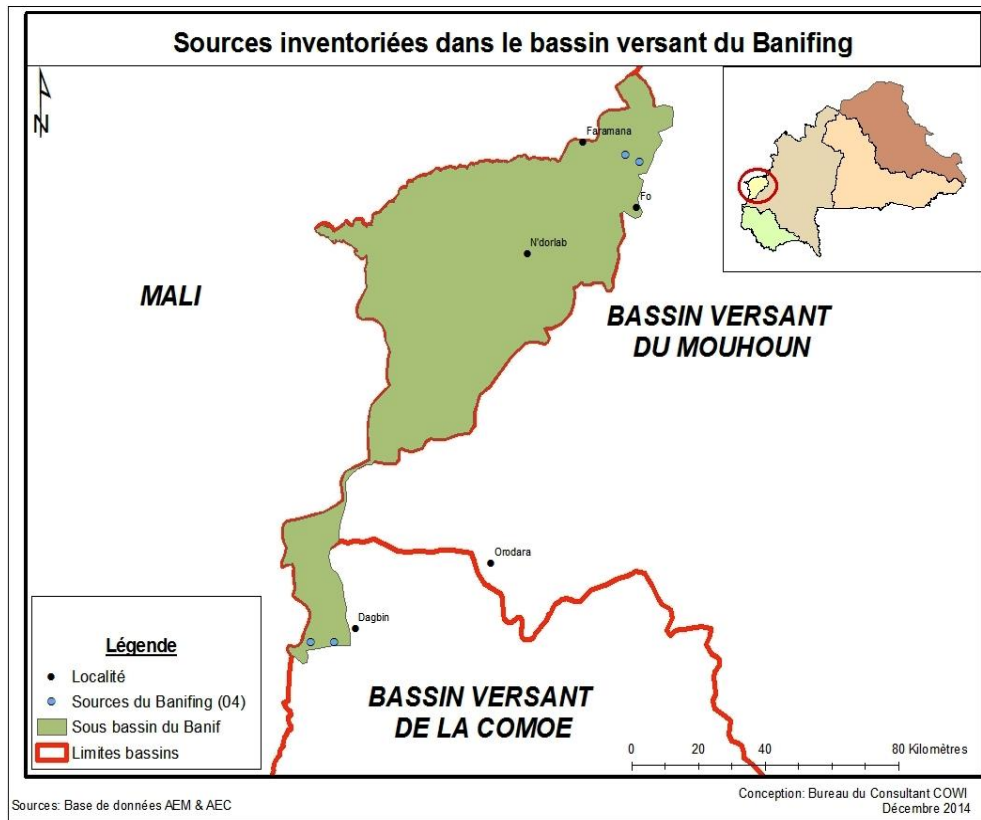 Sources inventoriées dans le bassin versant du Banifing
N
Faramana
Fo
N'dorlab
MALI
BASSIN VERSANT
DU MOUHOUN
Orodara
Dagbin
BASSIN VERSANT
DE LA COMOE
Légende
Localité
Sources du Banifing (04)
Sous bassin du Banif
Limites bassins
0 20 40 80 Kilomètres
Sources: Base de données AEM & AEC
Conception: Bureau du Consultant COWI
Décembre 2014